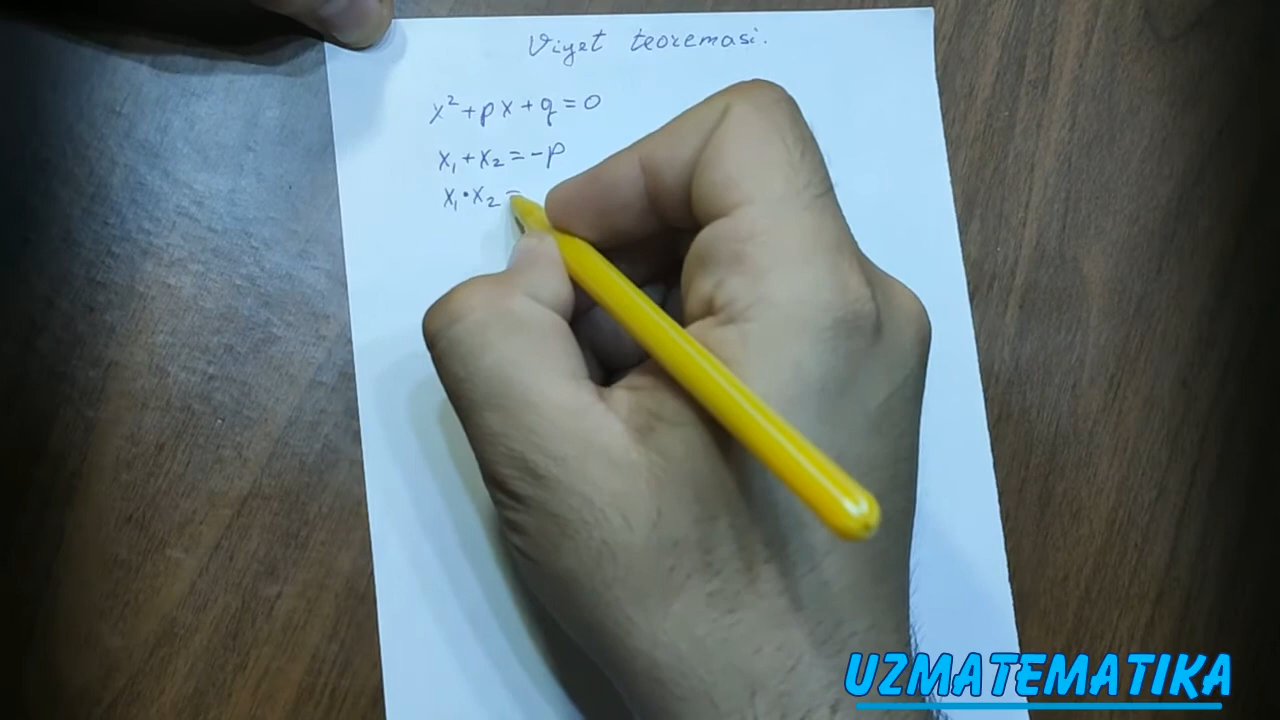 Viyet teoremasi.
x² + px + q = 0
x₁ + x₂ = -p
x₁ • x₂ =
UZMATEMATIKA